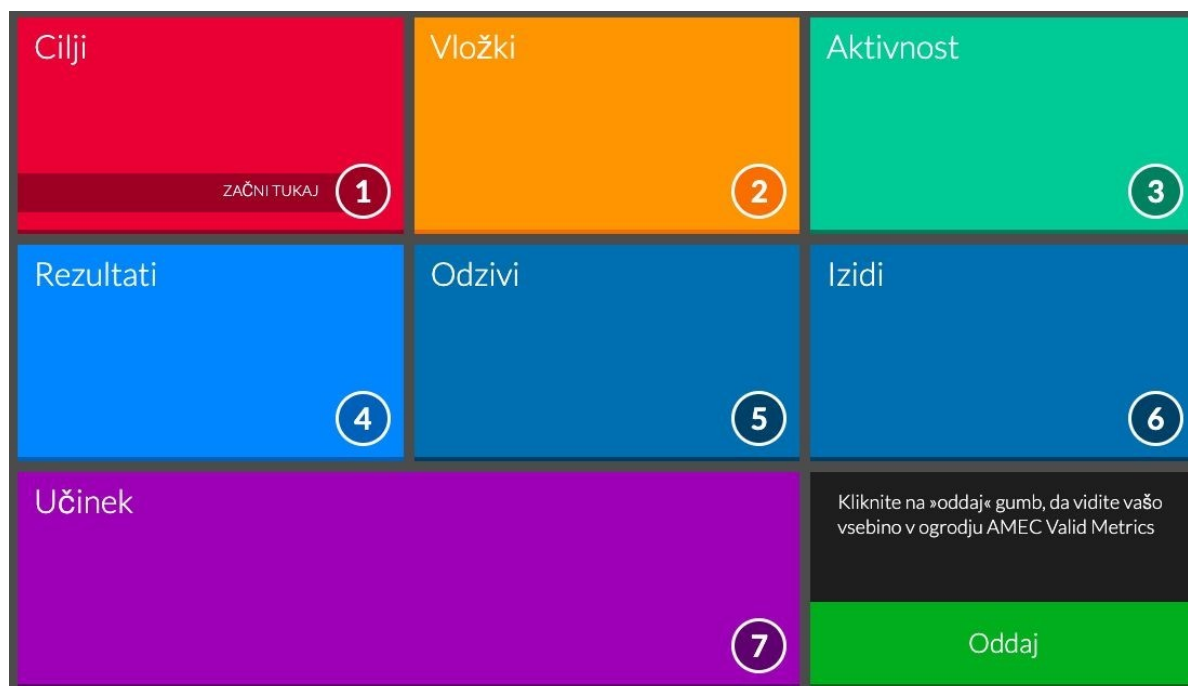 Cilji
ZAČNI TUKAJ
1
Vložki
2
Aktivnost
3
Rezultati
4
Odzivi
5
Izidi
6
Učinek
7
Kliknite na »oddaj« gumb, da vidite vašo
vsebino v ogrodju AMEC Valid Metrics
Oddaj